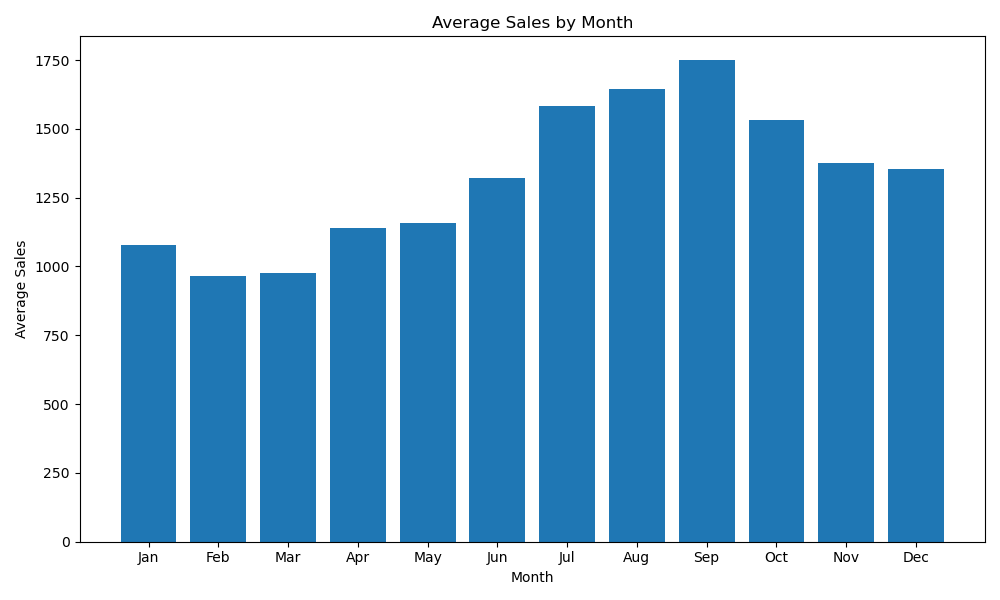 Average Sales by Month
Average Sales
1750
1500
1250
1000
750
500
250
0
Jan Feb Mar Apr May Jun Jul Aug Sep Oct Nov Dec
Month